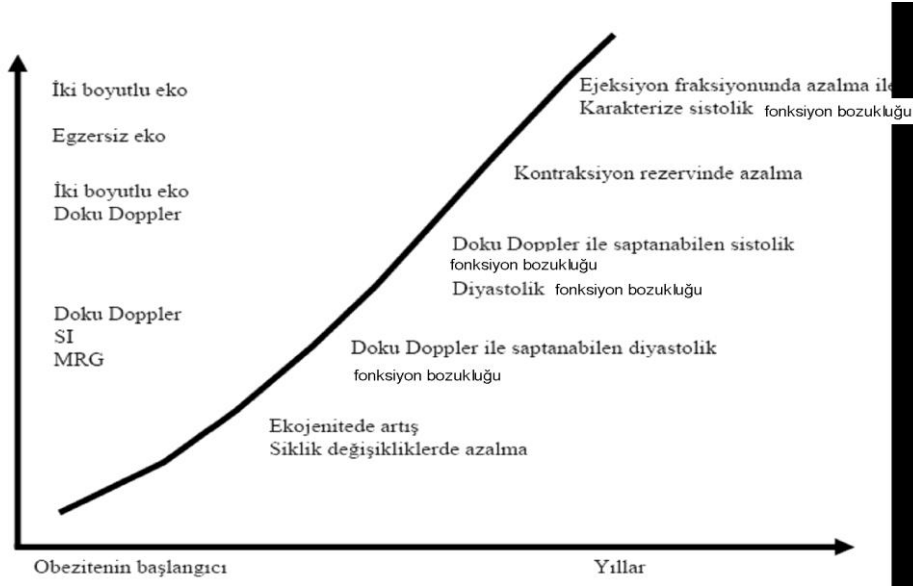 İki boyutlu eko
Egzersiz eko
İki boyutlu eko
Doku Doppler
Doku Doppler
SI
MRG
Ejeksiyon fraksiyonunda azalma ile
Karakterize sistolik fonksiyon bozukluğu
Kontraksiyon rezervinde azalma
Doku Doppler ile saptanabilen sistolik
fonksiyon bozukluğu
Diyastolik fonksiyon bozukluğu
Doku Doppler ile saptanabilen diyastolik
fonksiyon bozukluğu
Ekojenitede artış
Siklik değişikliklerde azalma
Obezitenin başlangıcı
Yıllar